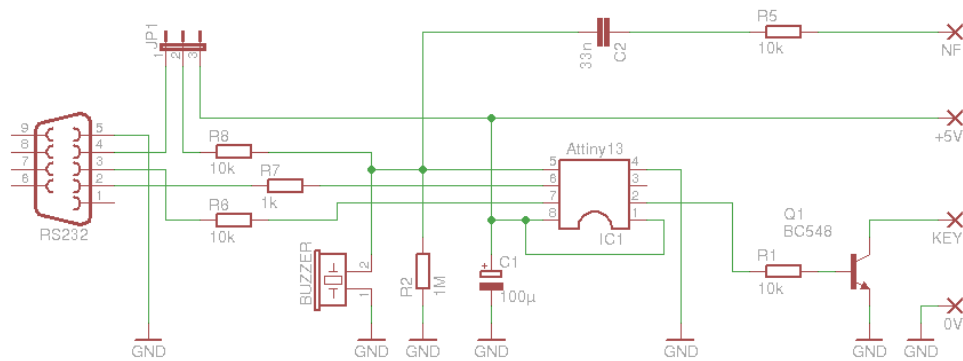 JP1
1
2
3
33n
C2
R5
10k
NF
9
8
7
6
5
4
3
2
1
RS232
R8
10k
R7
1k
R6
10k
+5V
Attiny13
5
6
7
8
4
3
2
1
IC1
Q1
BC548
KEY
BUZZER
2
1
R2
1M
+
C1
100µ
R1
10k
0V
GND
GND
GND
GND
GND
GND
GND